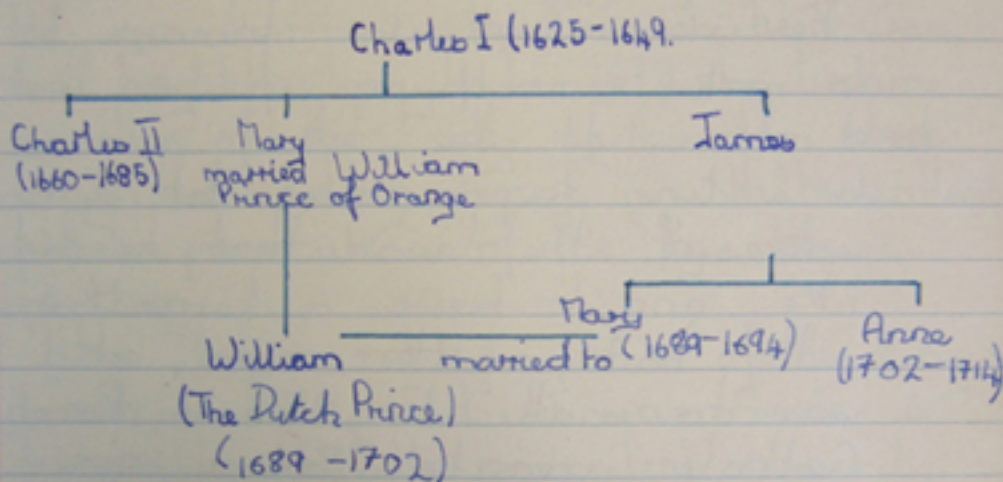 Charles I (1625-1649.
Charles II
(1660-1685)
Mary
married William
Prince of Orange
James
William
(The Dutch Prince)
(1689-1702)
married to
Mary
(1689-1694)
Anne
(1702-1714)